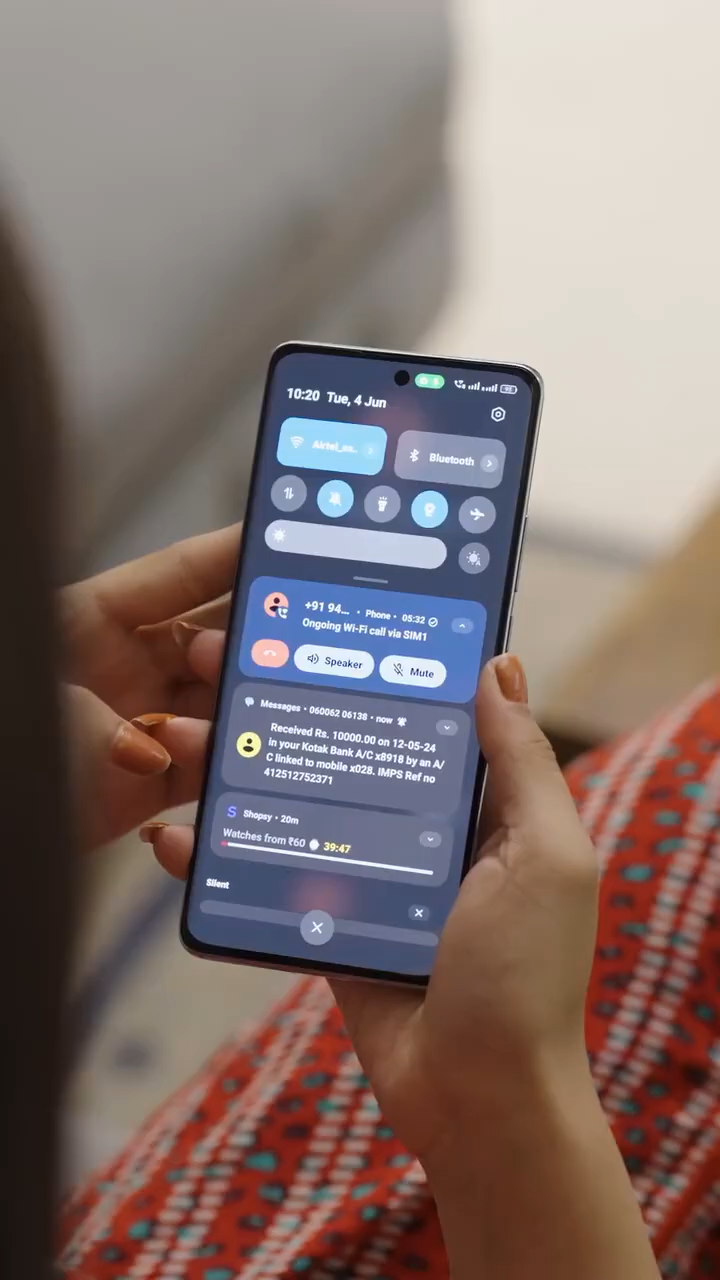 10:20 Tue, 4 Jun
Bluetooth
+91 94... • Phone • 05:32
Ongoing Wi-Fi call via SIM1
Speaker
Mute
Messages • 060062 06138 • now
Received Rs. 10000.00 on 12-05-24
in your Kotak Bank A/C x8918 by an A/
C linked to mobile x028. IMPS Ref no
412512752371
S Shopsy • 20m
Watches from ₹60 39:47
Silent